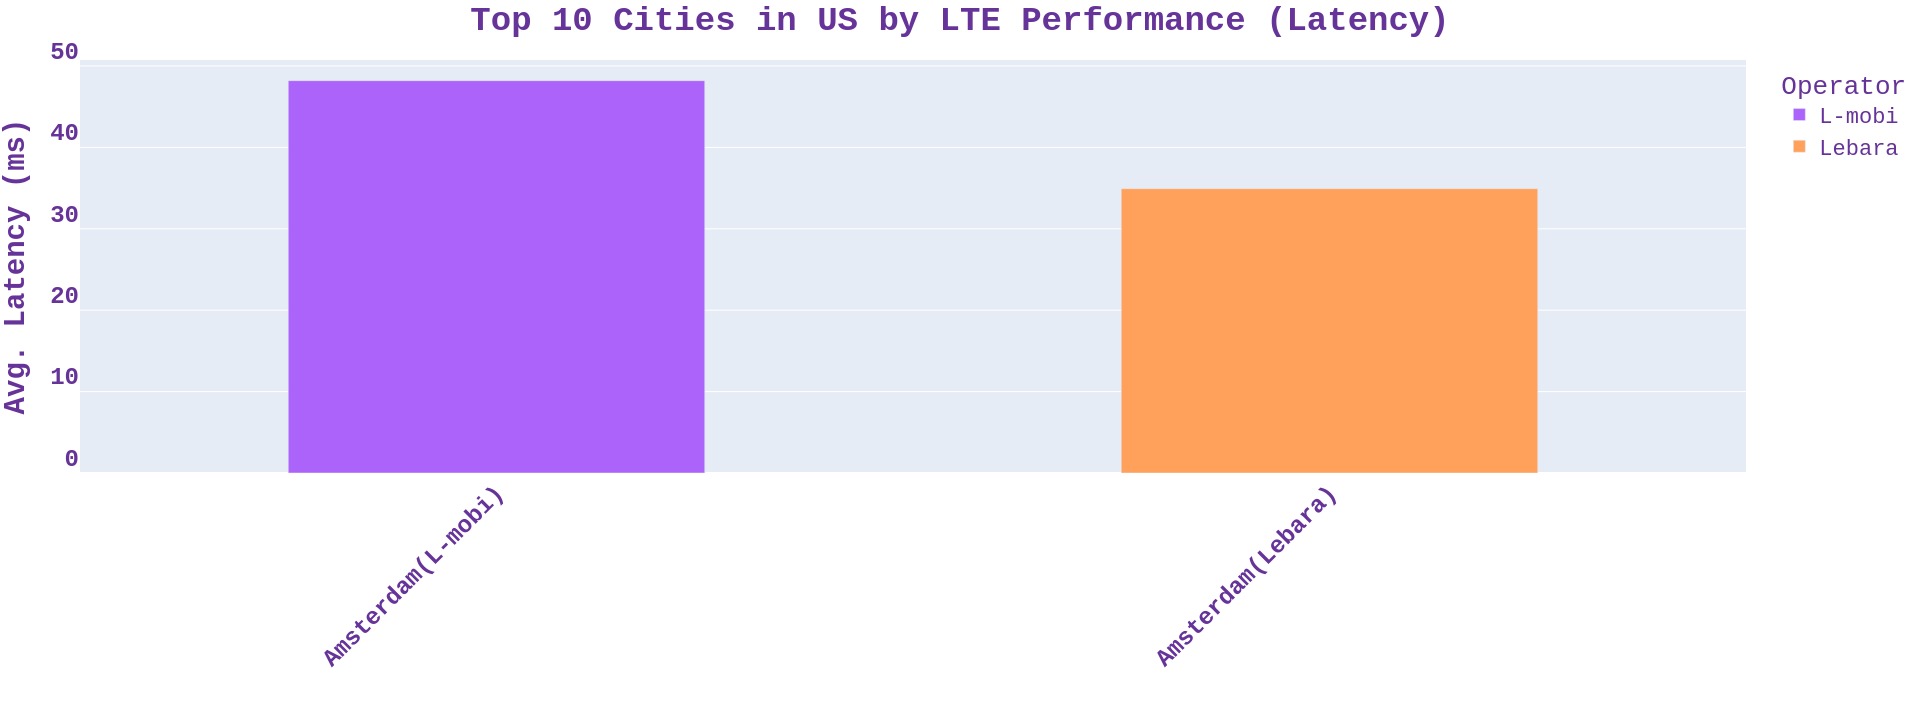 Top 10 Cities in US by LTE Performance (Latency)
Avg. Latency (ms)
50
40
30
20
10
0
Amsterdam(L-mobi)
Amsterdam(Lebara)
Operator
L-mobi
Lebara